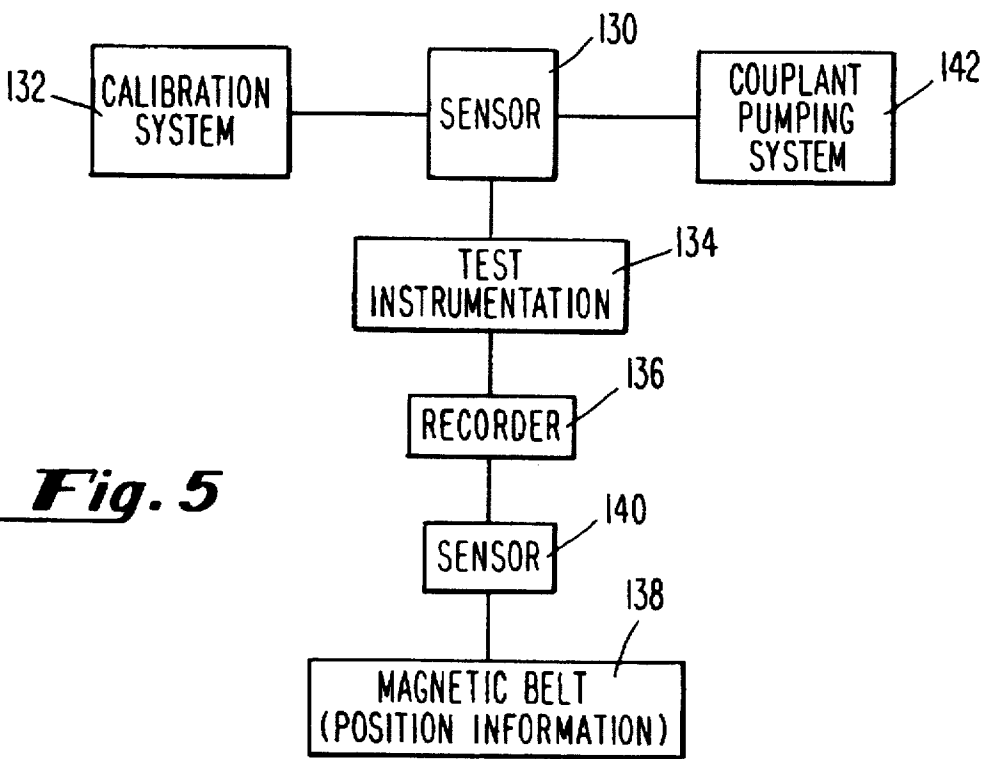 130
132
CALIBRATION
SYSTEM
SENSOR
COUPLANT
PUMPING
SYSTEM
142
TEST
INSTRUMENTATION
134
136
RECORDER
Fig. 5
140
SENSOR
138
MAGNETIC BELT
(POSITION INFORMATION)